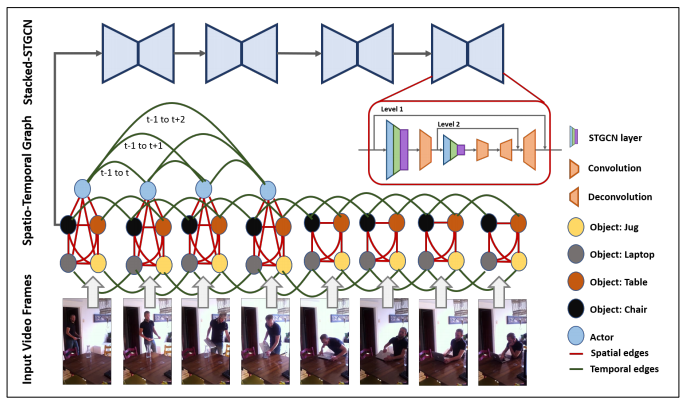 Stacked-STGCN
Spatio-Temporal Graph
Input Video Frames
t-1 to t+2
t-1 to t+1
t-1 to t
Level 1
Level 2
STGCN layer
Convolution
Deconvolution
Object: Jug
Object: Laptop
Object: Table
Object: Chair
Actor
Spatial edges
Temporal edges